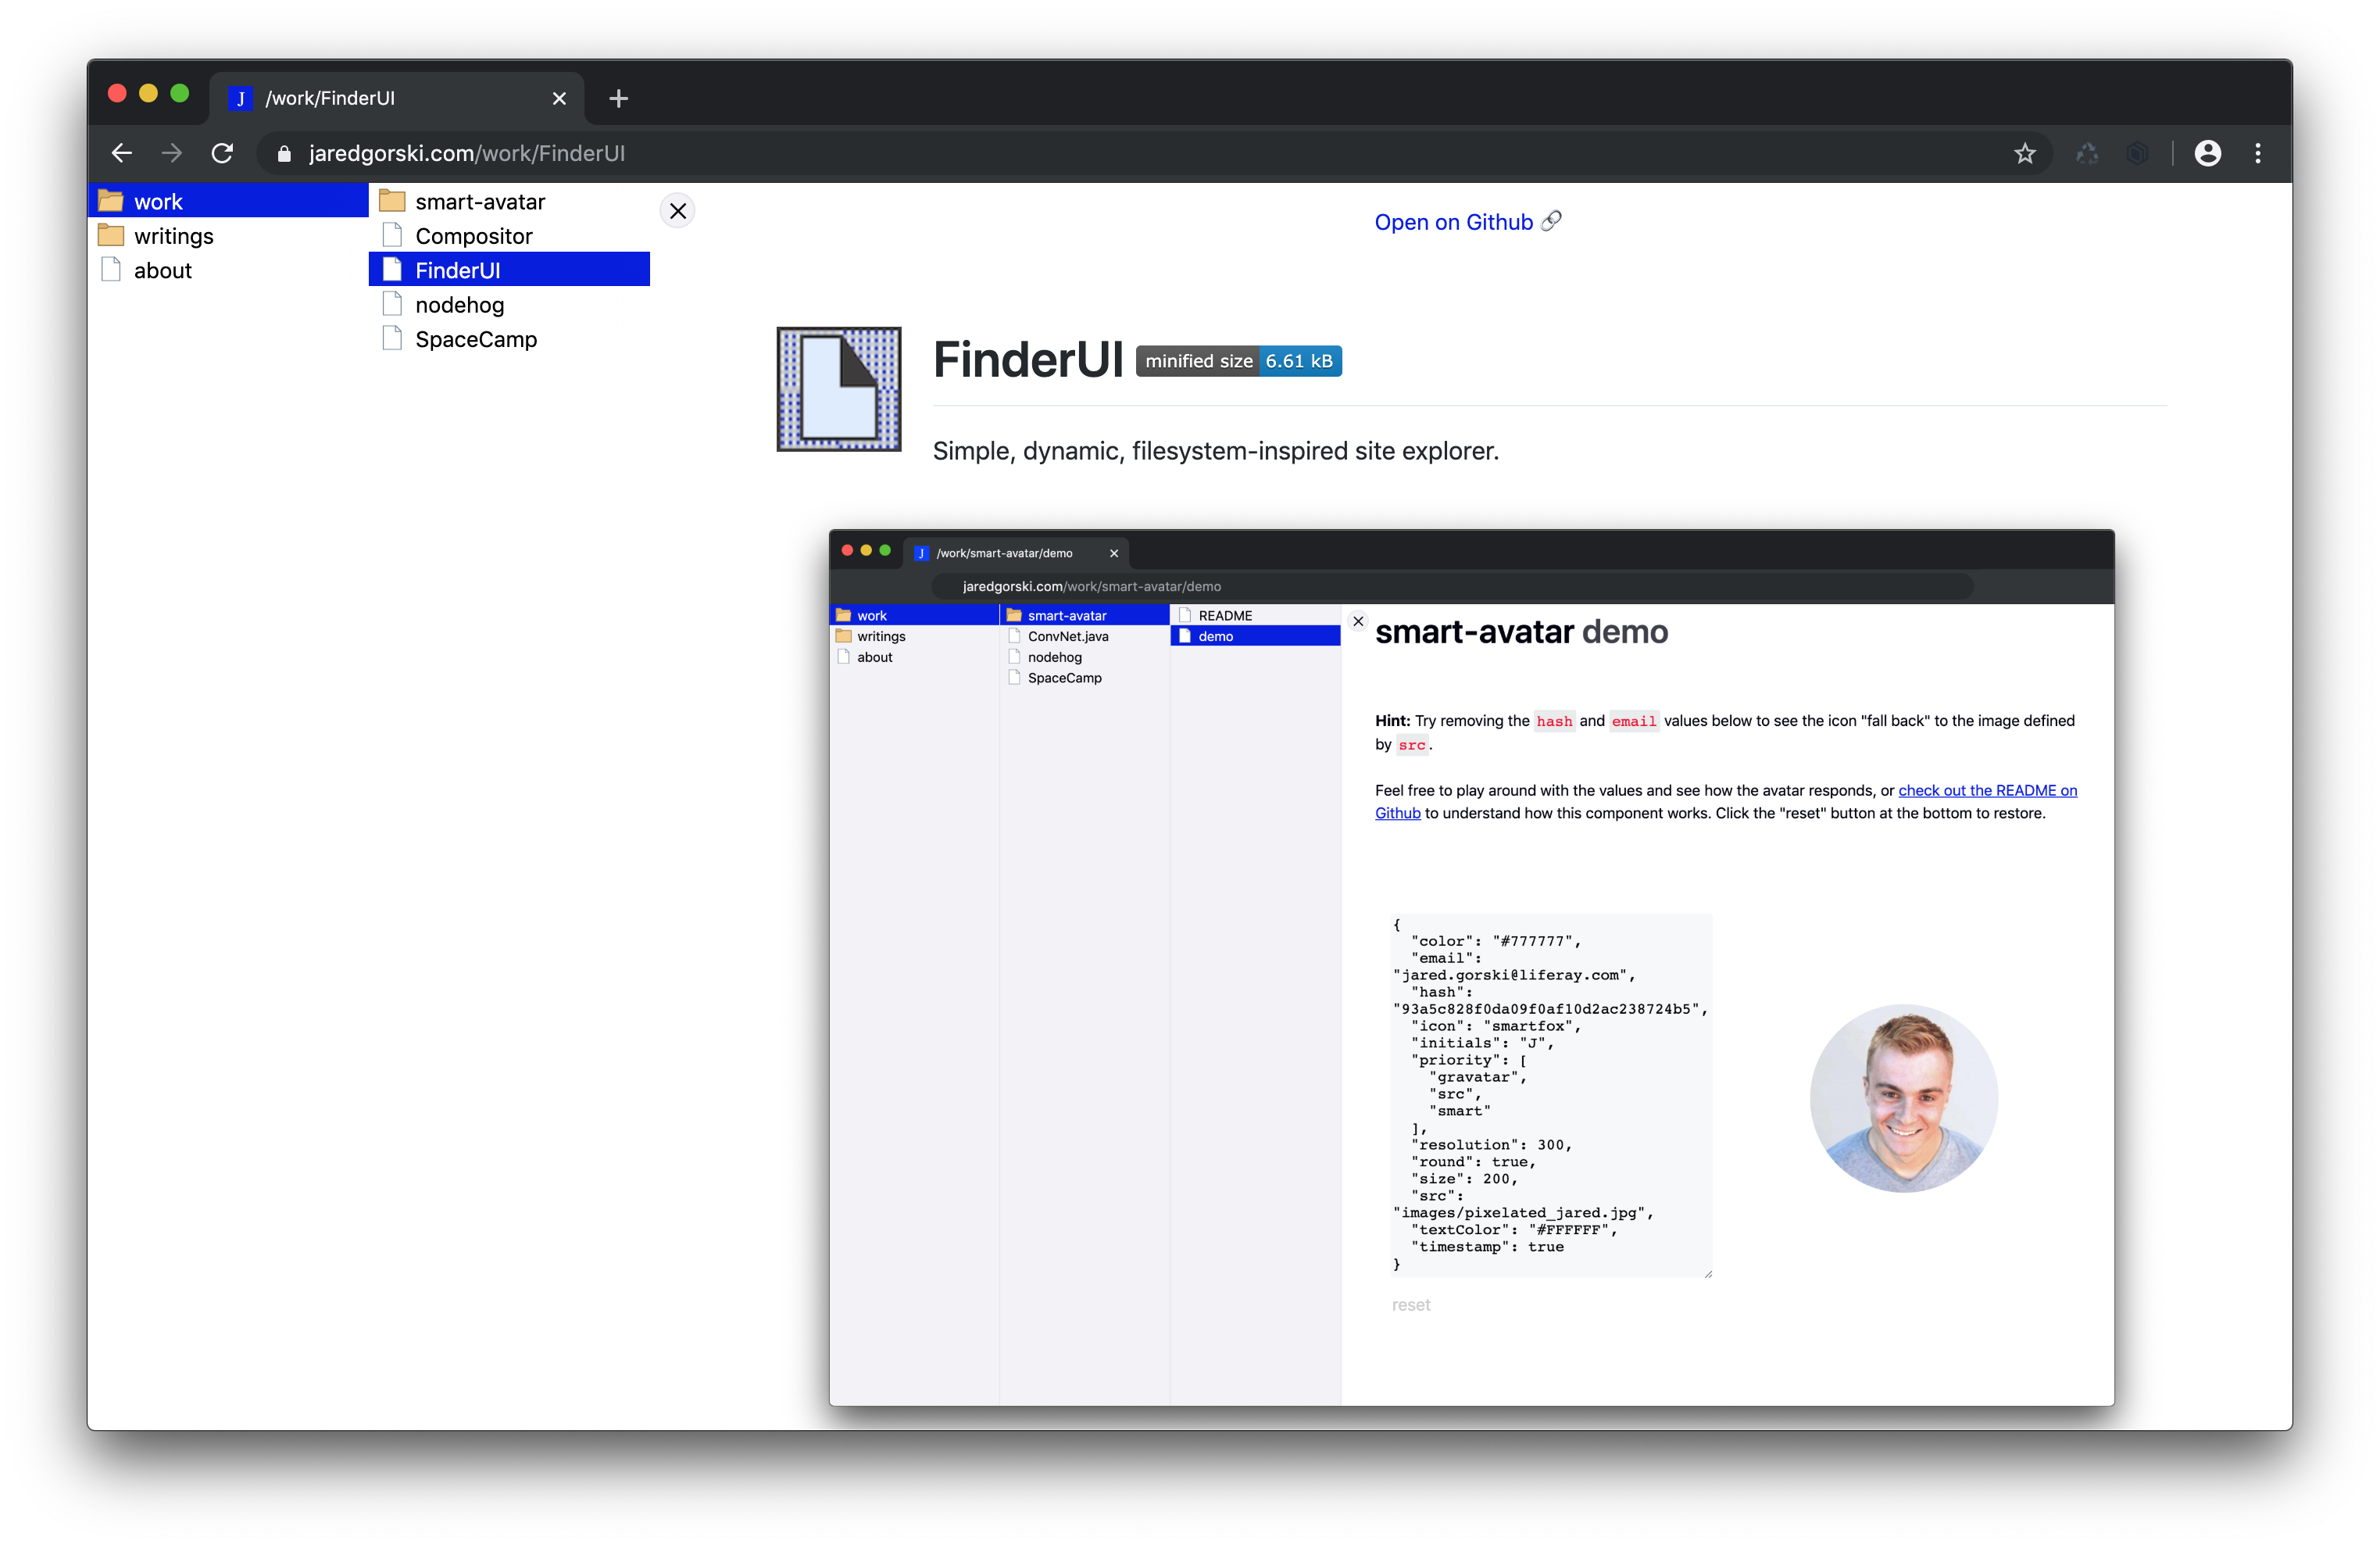 J /work/FinderUI
jaredgorski.com/work/FinderUI
work
writings
about
smart-avatar
Compositor
FinderUI
nodehog
SpaceCamp
Open on Github
FinderUI minified size 6.61 kB
Simple, dynamic, filesystem-inspired site explorer.
J /work/smart-avatar/demo
jaredgorski.com/work/smart-avatar/demo
work
writings
about
smart-avatar
ConvNet.java
nodehog
SpaceCamp
README
demo
smart-avatar demo
Hint: Try removing the hash and email values below to see the icon "fall back" to the image defined
by src.
Feel free to play around with the values and see how the avatar responds, or check out the README on
Github to understand how this component works. Click the "reset" button at the bottom to restore.
{
"color": "#777777",
"email":
"jared.gorski@liferay.com",
"hash":
"93a5c828f0da09f0af10d2ac238724b5",
"icon": "smartfox",
"initials": "J",
"priority": [
"gravatar",
"src",
"smart"
],
"resolution": 300,
"round": true,
"size": 200,
"src":
"images/pixelated_jared.jpg",
"textColor": "#FFFFFF",
"timestamp": true
}
reset